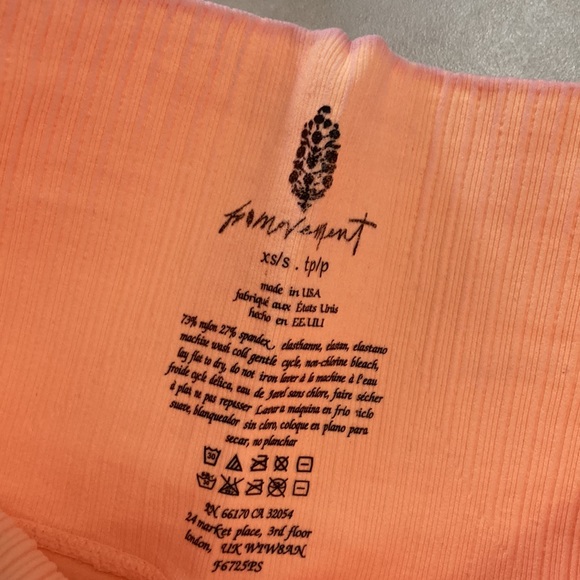 fp movement
xs/s . tp/p
made in USA
fabriqué aux États Unis
hecho en EE.UU
73% nylon 27% spandex, elasthanne, elastan, elastano
machine wash cold gentle cycle, non-chlorine bleach,
lay flat to dry, do not iron laver à la machine à l'eau
froide cycle délica, eau de Javel sans chlore, faire sécher
à plat, ne pas repasser Lavar a máquina en frío ciclo
suave, blanquealor sin cloro, coloque en plano para
secar, no planchar
30
RN 66170 CA 32054
24 market place, 3rd floor
london, UK W1W8AN
F6725PS